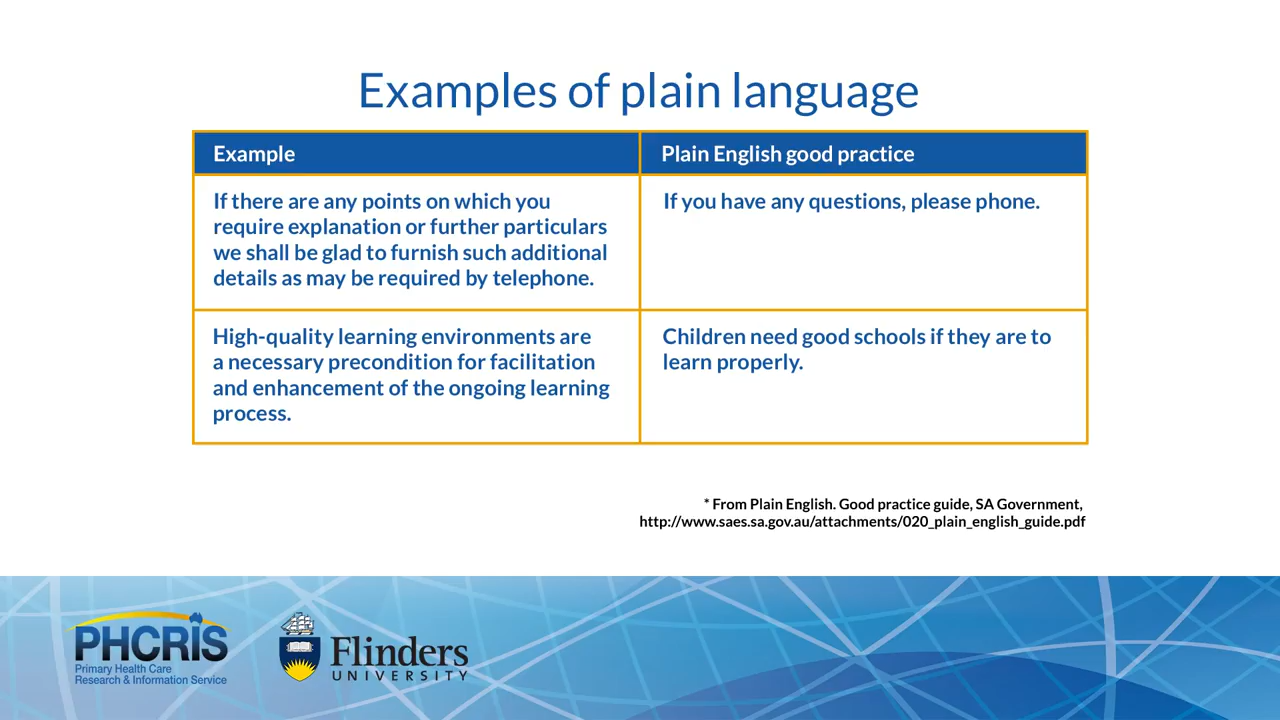 Examples of plain language
Example
Plain English good practice
If there are any points on which you
require explanation or further particulars
we shall be glad to furnish such additional
details as may be required by telephone.
If you have any questions, please phone.
High-quality learning environments are
a necessary precondition for facilitation
and enhancement of the ongoing learning
process.
Children need good schools if they are to
learn properly.
* From Plain English. Good practice guide, SA Government,
http://www.saes.sa.gov.au/attachments/020_plain_english_guide.pdf
PHCRIS
Primary Health Care
Research & Information Service
Flinders
UNIVERSITY